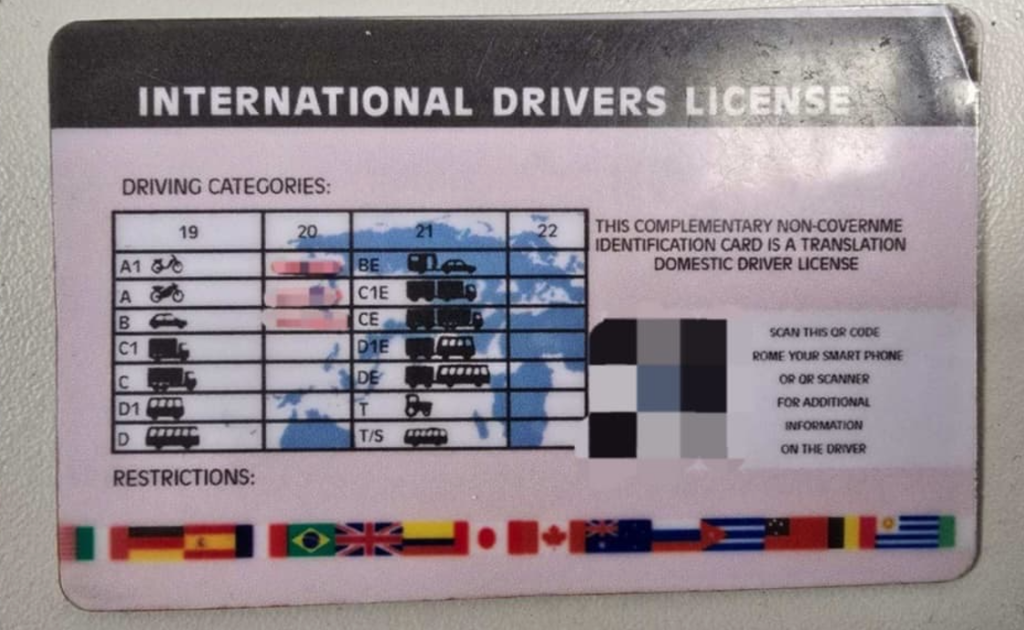 INTERNATIONAL DRIVERS LICENSE
DRIVING CATEGORIES:
19 20 21 22
A1 BE
A C1E
B CE
C1 D1E
C DE
D1 T
D T/S
RESTRICTIONS:
THIS COMPLEMENTARY NON-COVERNME
IDENTIFICATION CARD IS A TRANSLATION
DOMESTIC DRIVER LICENSE
SCAN THIS QR CODE
ROME YOUR SMART PHONE
OR QR SCANNER
FOR ADDITIONAL
INFORMATION
ON THE DRIVER